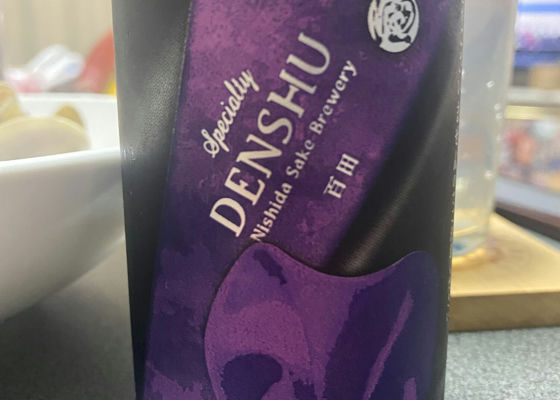 Specialty
DENSHU
Nishida Sake Brewery
百田